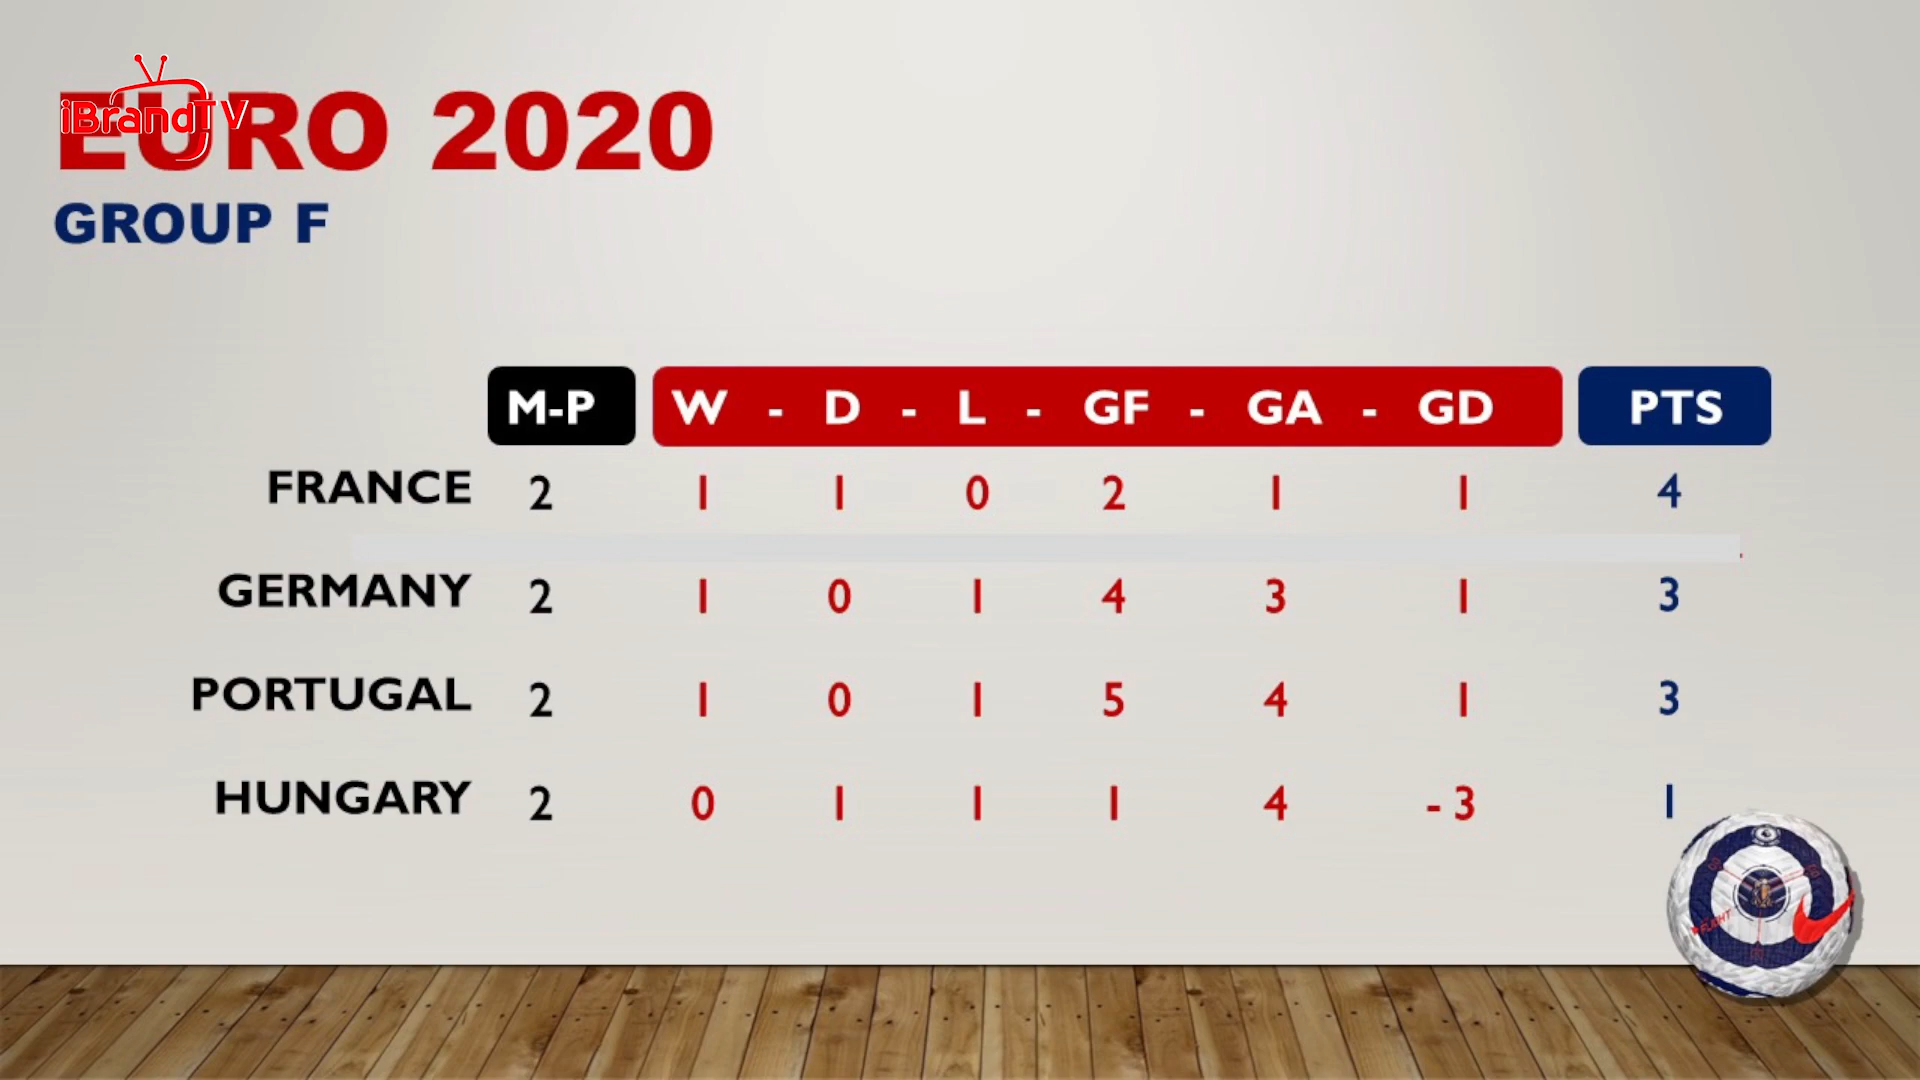 iBrandTV
EURO 2020
GROUP F
M-P W - D - L - GF - GA - GD PTS
FRANCE 2 1 1 0 2 1 1 4
GERMANY 2 1 0 1 4 3 1 3
PORTUGAL 2 1 0 1 5 4 1 3
HUNGARY 2 0 1 1 1 4 -3 1
FLIGHT